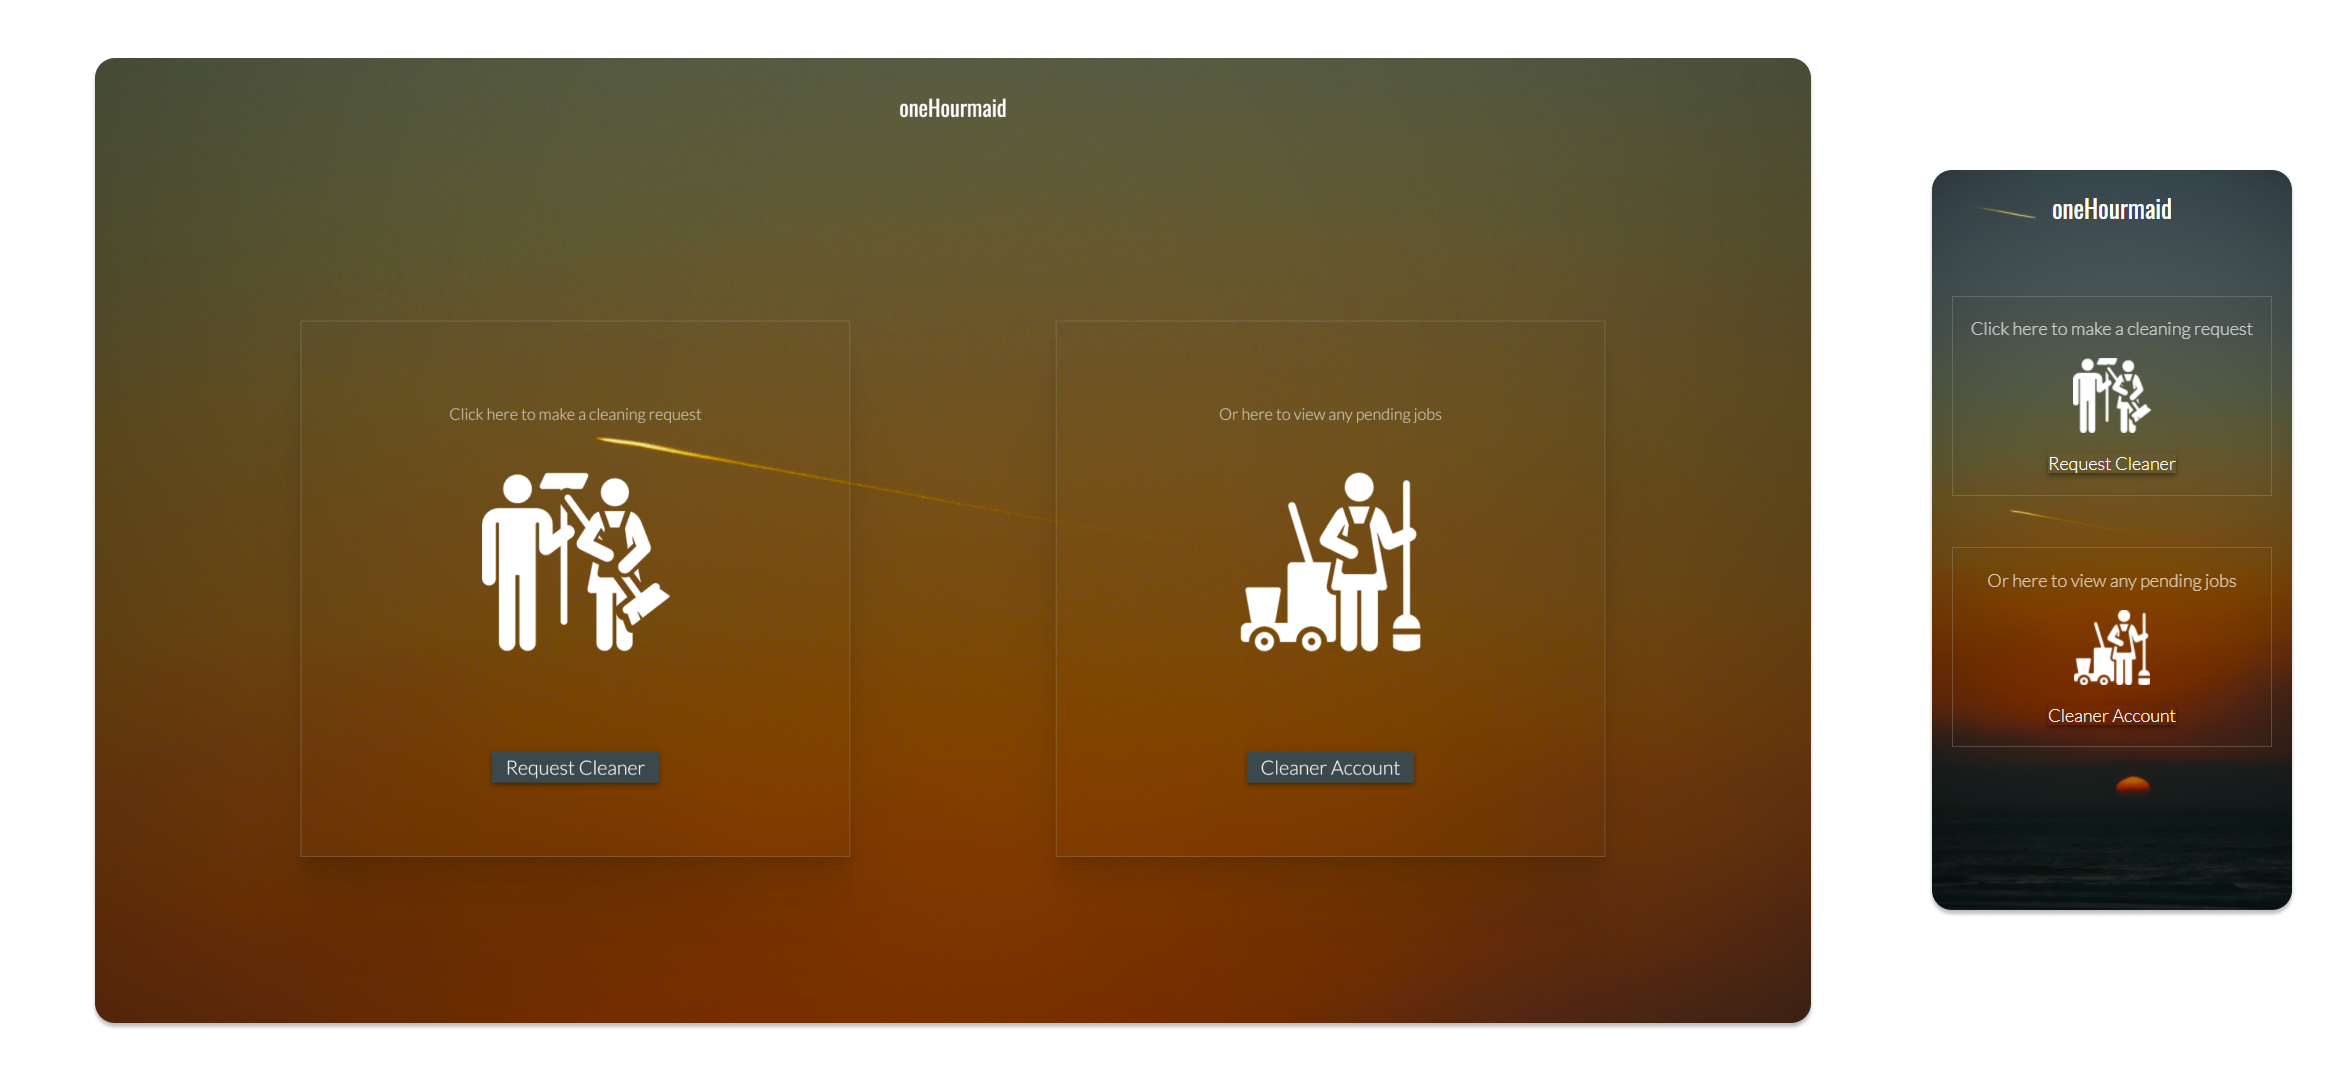 oneHourmaid
Click here to make a cleaning request
Request Cleaner
Or here to view any pending jobs
Cleaner Account
oneHourmaid
Click here to make a cleaning request
Request Cleaner
Or here to view any pending jobs
Cleaner Account